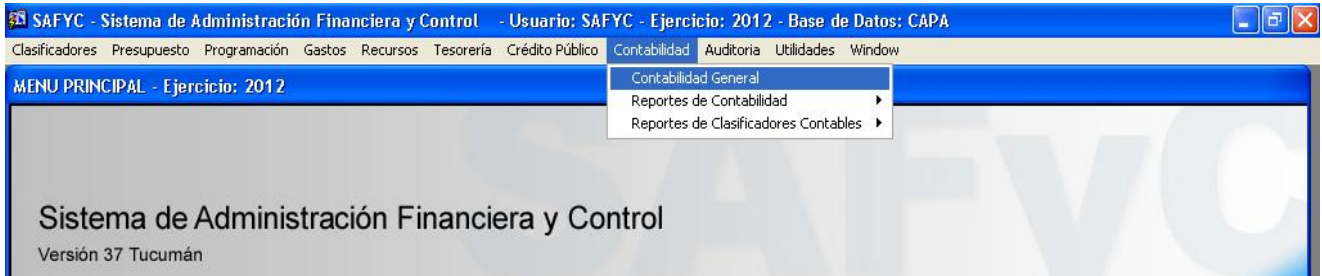 SAFYC - Sistema de Administración Financiera y Control - Usuario: SAFYC - Ejercicio: 2012 - Base de Datos: CAPA
Clasificadores Presupuesto Programación Gastos Recursos Tesorería Crédito Público Contabilidad Auditoria Utilidades Window
Contabilidad General
MENU PRINCIPAL - Ejercicio: 2012
Reportes de Contabilidad
Reportes de Clasificadores Contables
SAFyC
Sistema de Administración Financiera y Control
Versión 37 Tucumán